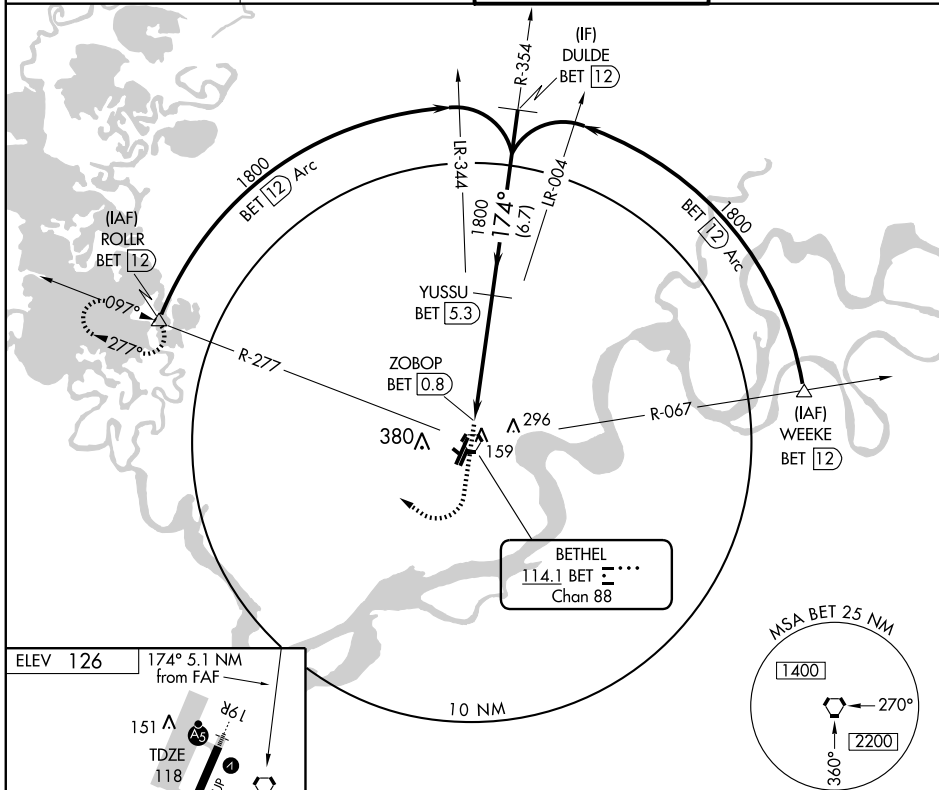 R-354
(IF)
DULDE
BET 12
LR-344
LR-004
1800
BET 12 Arc
1800
174°
(6.7)
1800
BET 12 Arc
(IAF)
ROLLR
BET 12
097°
277°
R-277
YUSSU
BET 5.3
ZOBOP
BET 0.8
380
296
159
R-067
(IAF)
WEEKE
BET 12
BETHEL
114.1 BET
Chan 88
10 NM
MSA BET 25 NM
1400
270°
2200
360°
ELEV 126
174° 5.1 NM
from FAF
151
A5
19R
TDZE
118
UP